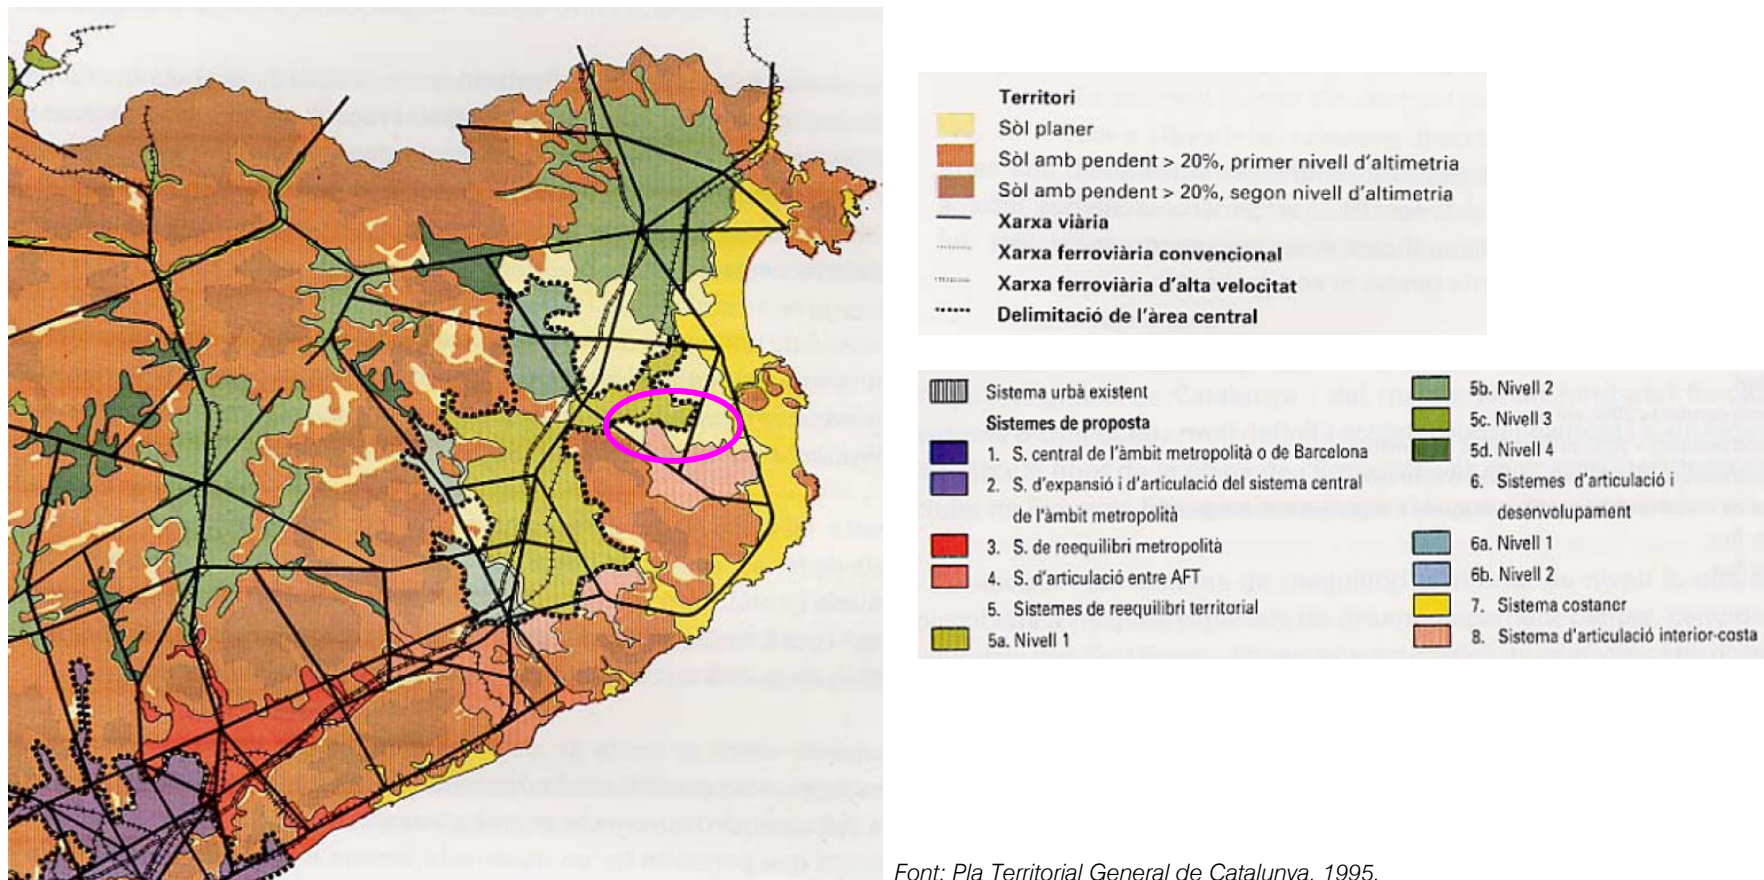 Territori
Sòl planer
Sòl amb pendent > 20%, primer nivell d'altimetria
Sòl amb pendent > 20%, segon nivell d'altimetria
Xarxa viària
Xarxa ferroviària convencional
Xarxa ferroviària d'alta velocitat
Delimitació de l'àrea central
Sistema urbà existent
Sistemes de proposta
1. S. central de l'àmbit metropolità o de Barcelona
2. S. d'expansió i d'articulació del sistema central
de l'àmbit metropolità
3. S. de reequilibri metropolità
4. S. d'articulació entre AFT
5. Sistemes de reequilibri territorial
5a. Nivell 1
5b. Nivell 2
5c. Nivell 3
5d. Nivell 4
6. Sistemes d'articulació i
desenvolupament
6a. Nivell 1
6b. Nivell 2
7. Sistema costaner
8. Sistema d'articulació interior-costa
Font: Pla Territorial General de Catalunya, 1995.